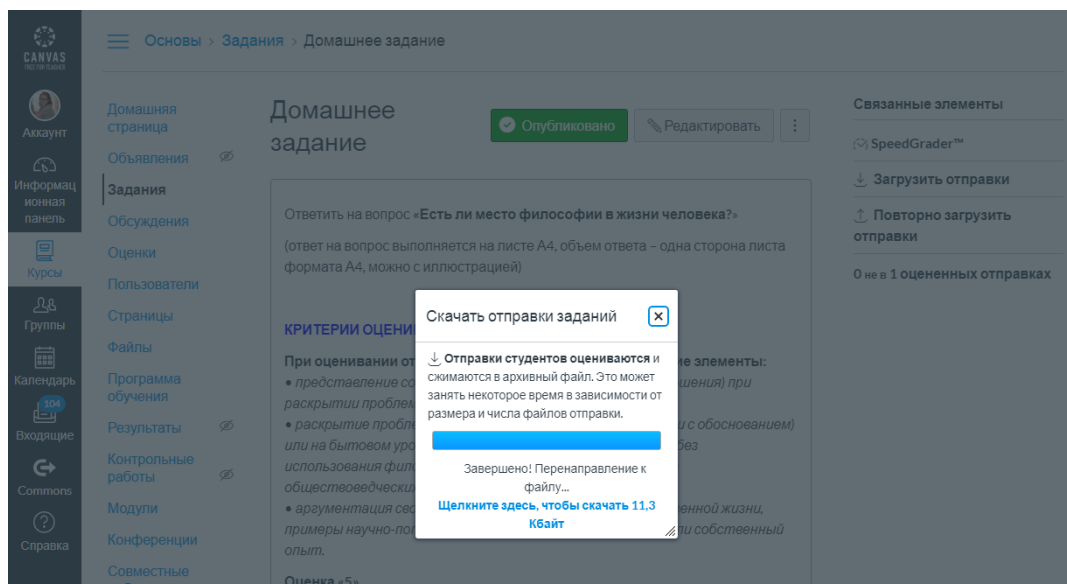 CANVAS
FREE FOR TEACHER
Основы > Задания > Домашнее задание
Аккаунт
Информац
ионная
панель
Курсы
Группы
Календарь
104
Входящие
Commons
Справка
Домашняя
страница
Объявления
Задания
Обсуждения
Оценки
Пользователи
Страницы
Файлы
Программа
обучения
Результаты
Контрольные
работы
Модули
Конференции
Совместные
Домашнее
задание
Опубликовано
Редактировать
Ответить на вопрос «Есть ли место философии в жизни человека?»
(ответ на вопрос выполняется на листе А4, объем ответа – одна сторона листа
формата А4, можно с иллюстрацией)
КРИТЕРИИ ОЦЕНИ
При оценивании от
ие элементы:
• представление со
шения) при
раскрытии проблем
• раскрытие пробле
и с обоснованием)
или на бытовом уро
без
использования фило
обществоведчески
• аргументация сво
венной жизни,
примеры научно-поп
ли собственный
опыт.
Оценка «5»
Скачать отправки заданий
Отправки студентов оцениваются и
сжимаются в архивный файл. Это может
занять некоторое время в зависимости от
размера и числа файлов отправки.
Завершено! Перенаправление к
файлу...
Щелкните здесь, чтобы скачать 11,3
Кбайт
Связанные элементы
SpeedGrader™
Загрузить отправки
Повторно загрузить
отправки
0 не в 1 оцененных отправках